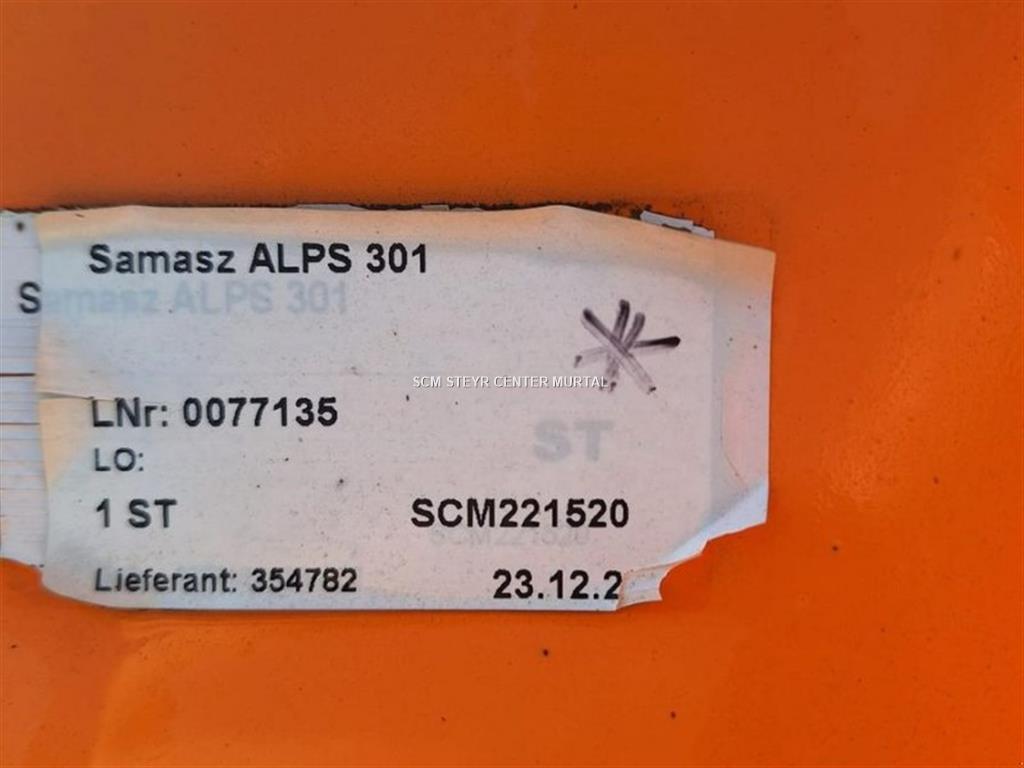 Samasz ALPS 301
Samasz ALPS 301
SCM STEYR CENTER MURTAL
LNr: 0077135
ST
LO:
1 ST SCM221520
SCM221520
Lieferant: 354782 23.12.2